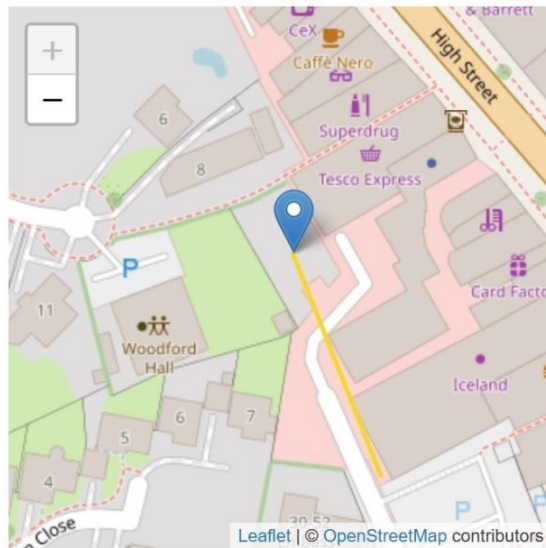 +
−
& Barrett
CeX
Caffè Nero
High Street
6
Superdrug
8
Tesco Express
P
11
Card Facto
Woodford
Hall
Iceland
7
6
5
4
P
P
30-52
n Close
Leaflet | © OpenStreetMap contributors